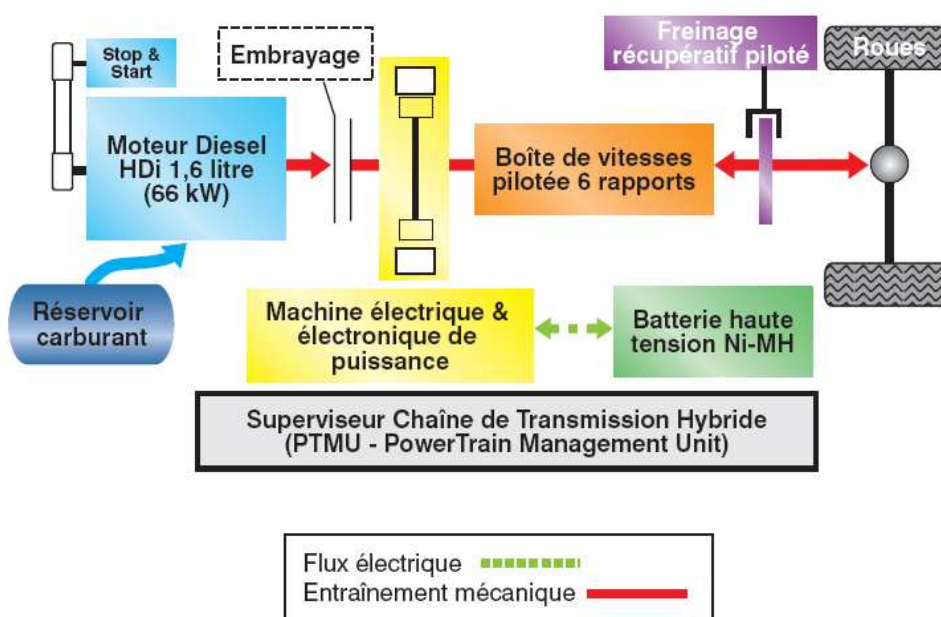 Stop &
Start
Embrayage
Freinage
récupératif piloté
Roues
Moteur Diesel
HDi 1,6 litre
(66 kW)
Boîte de vitesses
pilotée 6 rapports
Réservoir
carburant
Machine électrique &
électronique de
puissance
Batterie haute
tension Ni-MH
Superviseur Chaîne de Transmission Hybride
(PTMU - PowerTrain Management Unit)
Flux électrique
Entraînement mécanique